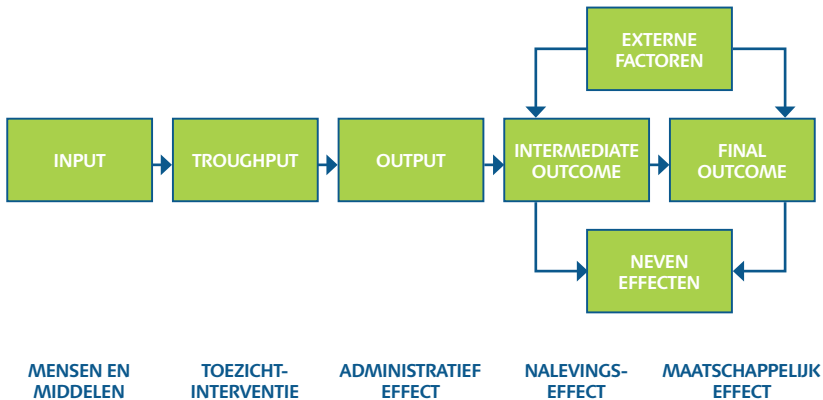 EXTERNE
FACTOREN
INPUT
TROUGHPUT
OUTPUT
INTERMEDIATE
OUTCOME
FINAL
OUTCOME
NEVEN
EFFECTEN
MENSEN EN
MIDDELEN
TOEZICHT-
INTERVENTIE
ADMINISTRATIEF
EFFECT
NALEVINGS-
EFFECT
MAATSCHAPPELIJK
EFFECT